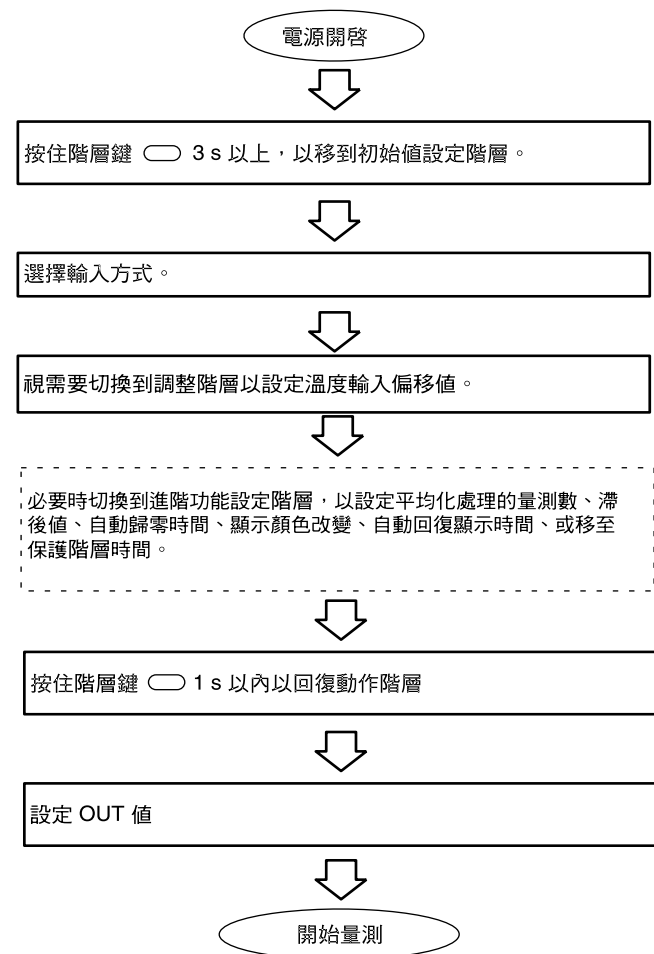 電源開啓
按住階層鍵 3 s 以上，以移到初始值設定階層。
選擇輸入方式。
視需要切換到調整階層以設定溫度輸入偏移值。
必要時切換到進階功能設定階層，以設定平均化處理的量測數、滯
後值、自動歸零時間、顯示顏色改變、自動回復顯示時間、或移至
保護階層時間。
按住階層鍵 1 s 以內以回復動作階層
設定 OUT 值
開始量測